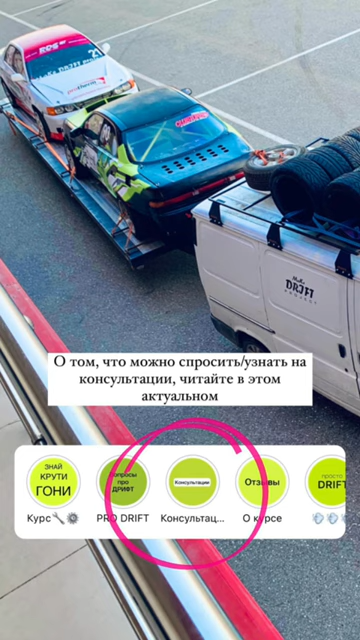 DRIFT
PROJECT
О том, что можно спросить/узнать на
консультации, читайте в этом
актуальном
ЗНАЙ
КРУТИ
ГОНИ
Вопросы
про
ДРИФТ
Консультации
Отзывы
просто
DRIFT
Курс🔧⚙️
PRO DRIFT
Консультац...
О курсе
💨💨💨